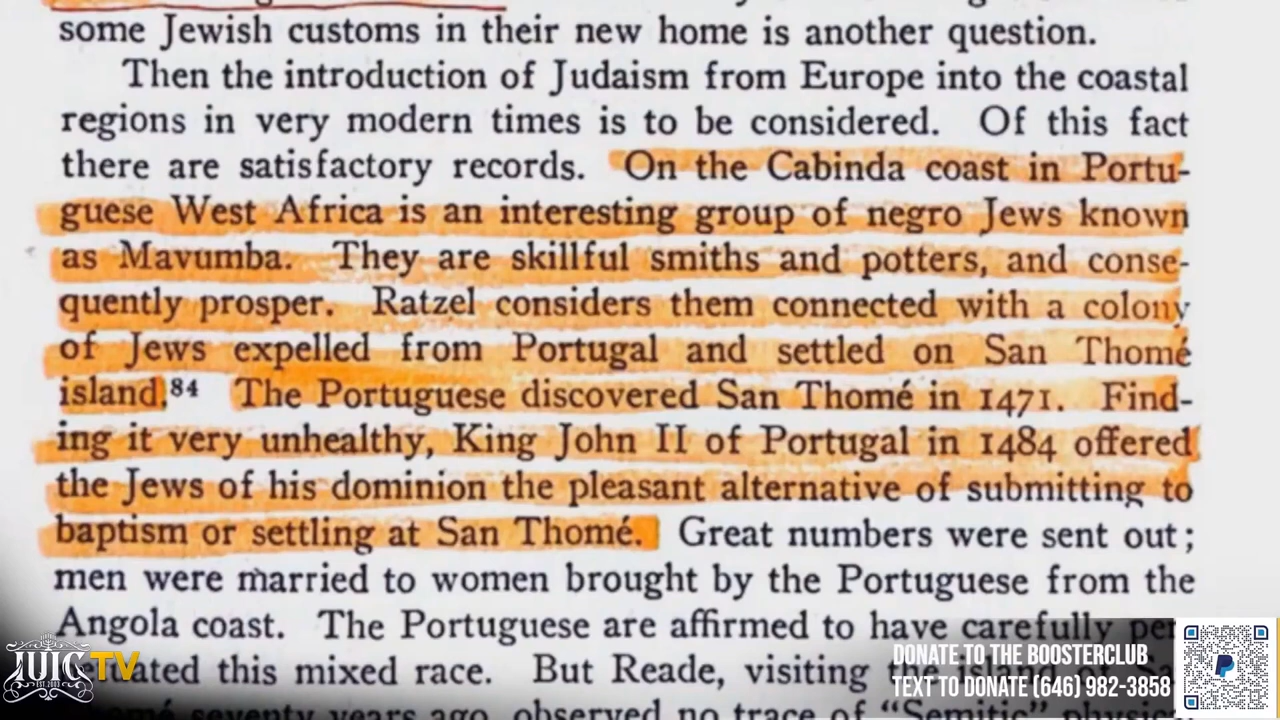 some Jewish customs in their new home is another question.
Then the introduction of Judaism from Europe into the coastal
regions in very modern times is to be considered. Of this fact
there are satisfactory records. On the Cabinda coast in Portu-
guese West Africa is an interesting group of negro Jews known
as Mavumba. They are skillful smiths and potters, and conse-
quently prosper. Ratzel considers them connected with a colony
of Jews expelled from Portugal and settled on San Thomé
island.⁸⁴ The Portuguese discovered San Thomé in 1471. Find-
ing it very unhealthy, King John II of Portugal in 1484 offered
the Jews of his dominion the pleasant alternative of submitting to
baptism or settling at San Thomé. Great numbers were sent out;
men were married to women brought by the Portuguese from the
Angola coast. The Portuguese are affirmed to have carefully per
this mixed race. But Reade, visiting
seventy years ago, observed no trace of "Semitic"
IUIC TV
DONATE TO THE BOOSTERCLUB
TEXT TO DONATE (646) 982-3858